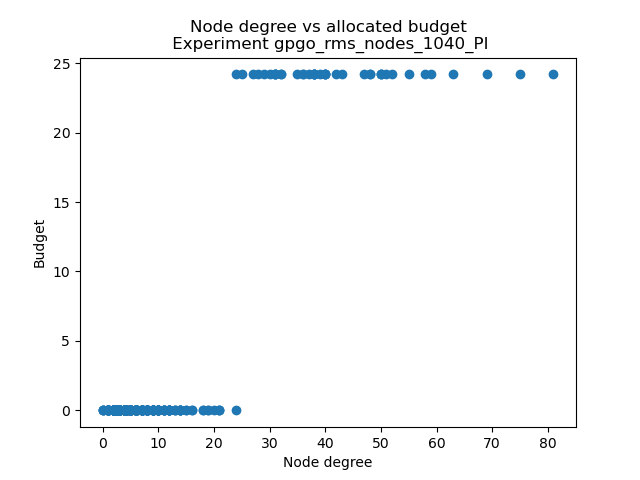 Node degree vs allocated budget
Experiment gpgo_rms_nodes_1040_PI
25
20
15
10
5
0
Budget
0 10 20 30 40 50 60 70 80
Node degree